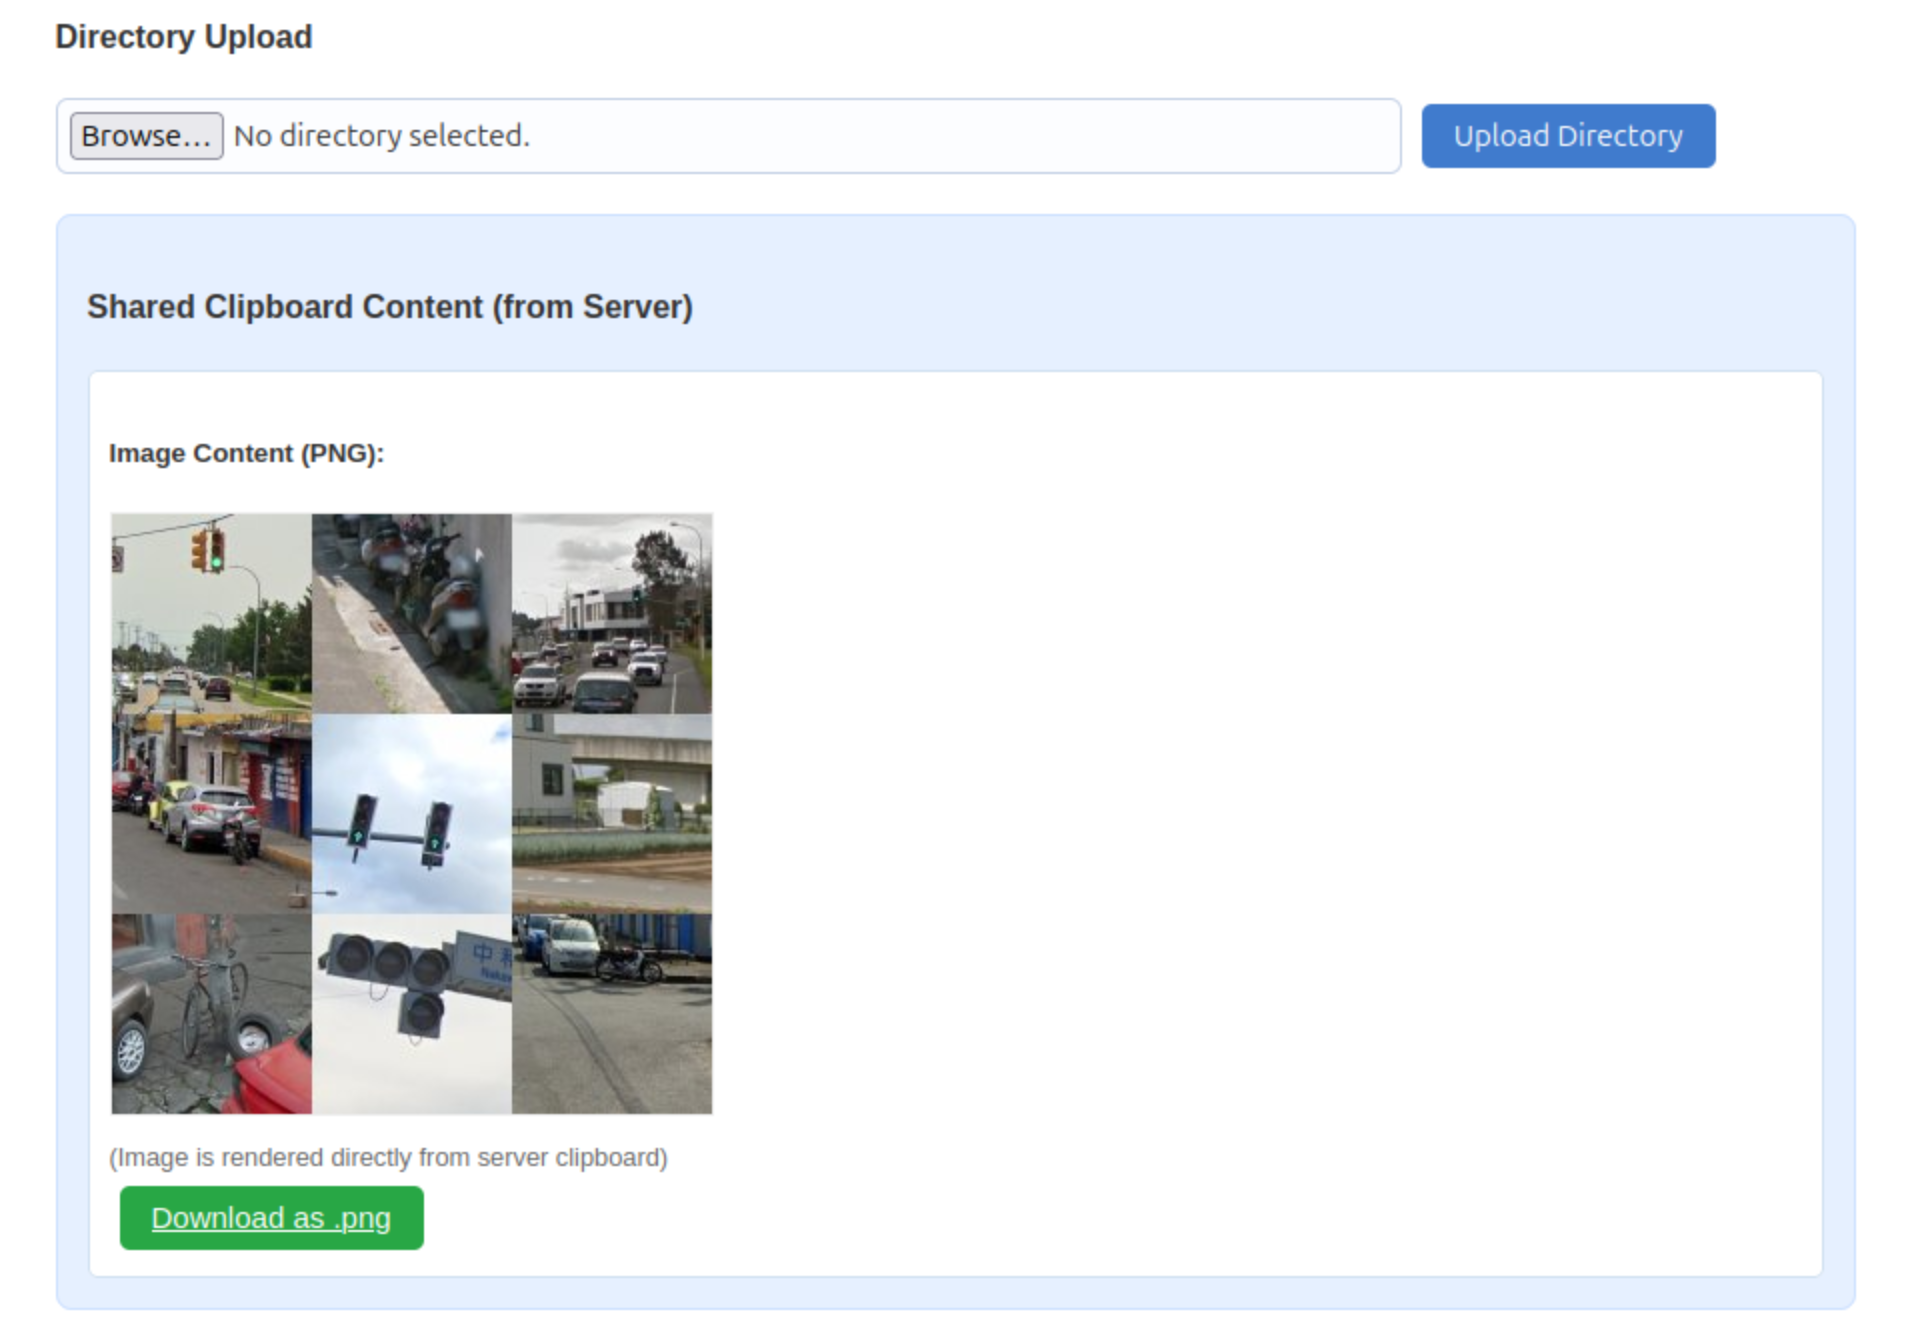 Directory Upload
Browse... No directory selected.
Upload Directory
Shared Clipboard Content (from Server)
Image Content (PNG):
中
(Image is rendered directly from server clipboard)
Download as .png